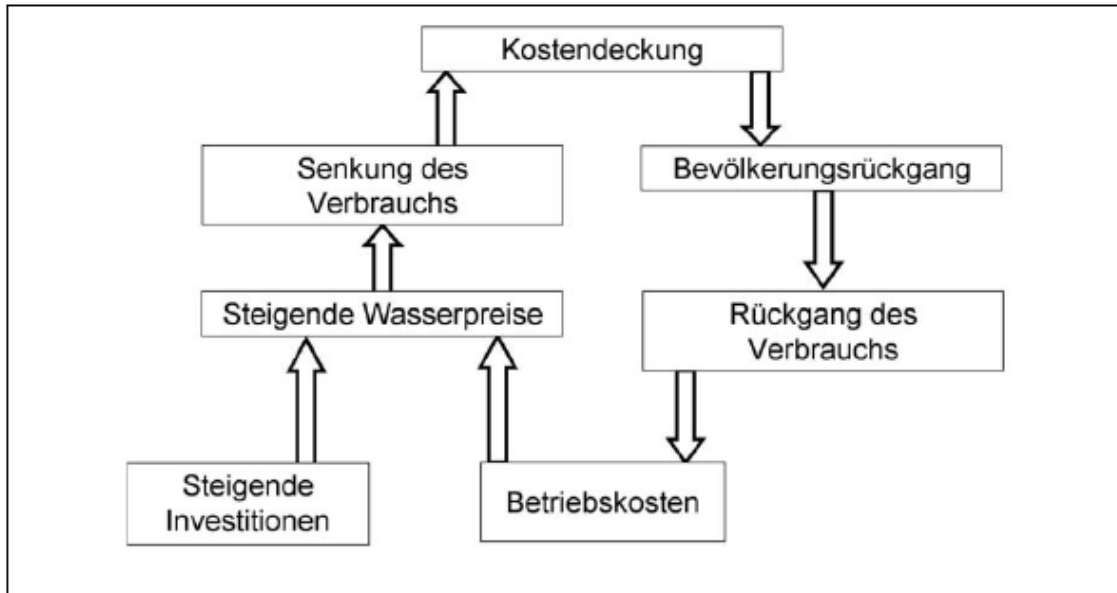 Kostendeckung
Senkung des
Verbrauchs
Bevölkerungsrückgang
Steigende Wasserpreise
Rückgang des
Verbrauchs
Steigende
Investitionen
Betriebskosten